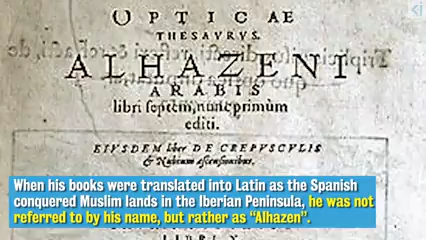 OPTICAE
THESAVRVS.
ALHAZENI
ARABIS
libri septem, nunc primùm
editi.
EIVSDEM liber DE CREPVSCVLIS
& Nubium ascensionibus.
When his books were translated into Latin as the Spanish
conquered Muslim lands in the Iberian Peninsula, he was not
referred to by his name, but rather as “Alhazen”.